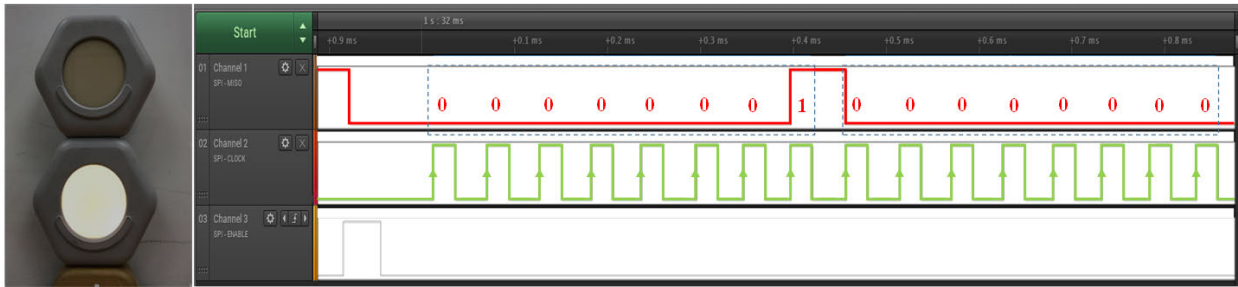 1 s : 32 ms
Start
+0.9 ms +0.1 ms +0.2 ms +0.3 ms +0.4 ms +0.5 ms +0.6 ms +0.7 ms +0.8 ms
01 Channel 1
SPI - MISO
0 0 0 0 0 0 0 1 0 0 0 0 0 0 0 0
02 Channel 2
SPI - CLOCK
03 Channel 3
SPI - ENABLE